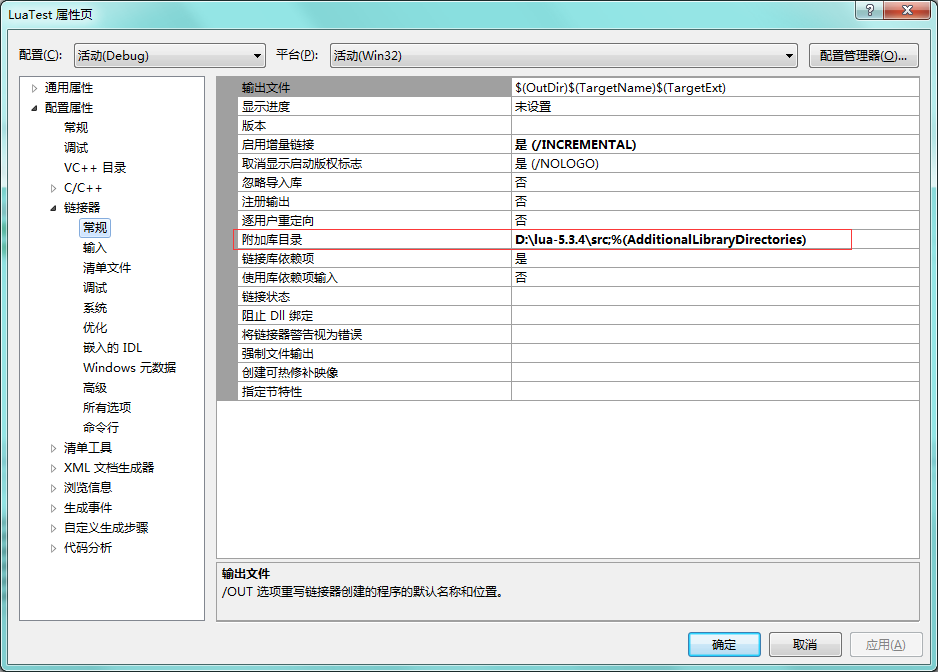 LuaTest 属性页
配置(C): 活动(Debug) 平台(P): 活动(Win32) 配置管理器(O)...
通用属性
配置属性
常规
调试
VC++ 目录
C/C++
链接器
常规
输入
清单文件
调试
系统
优化
嵌入的 IDL
Windows 元数据
高级
所有选项
命令行
清单工具
XML 文档生成器
浏览信息
生成事件
自定义生成步骤
代码分析
输出文件 $(OutDir)$(TargetName)$(TargetExt)
显示进度 未设置
版本
启用增量链接 是 (/INCREMENTAL)
取消显示启动版权标志 是 (/NOLOGO)
忽略导入库 否
注册输出 否
逐用户重定向 否
附加库目录 D:\lua-5.3.4\src;%(AdditionalLibraryDirectories)
链接库依赖项 是
使用库依赖项输入 否
链接状态
阻止 Dll 绑定
将链接器警告视为错误
强制文件输出
创建可热修补映像
指定节特性
输出文件
/OUT 选项重写链接器创建的程序的默认名称和位置。
确定 取消 应用(A)